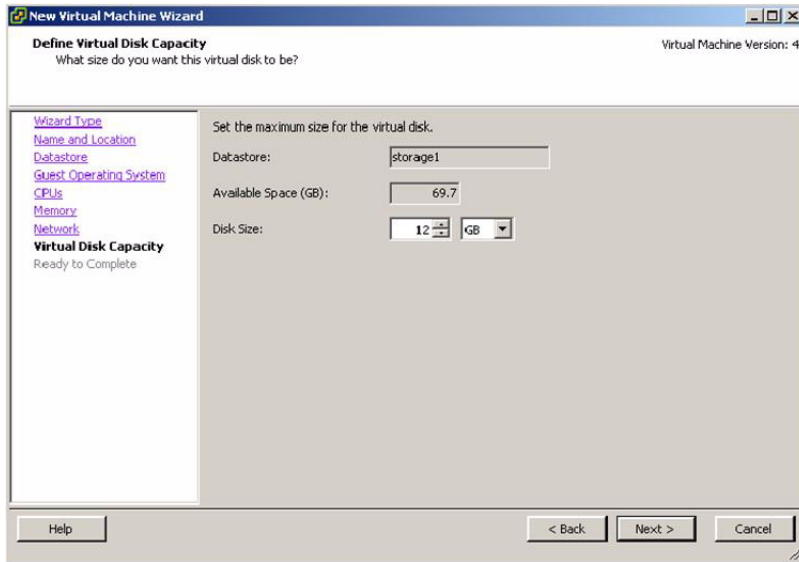 New Virtual Machine Wizard
Define Virtual Disk Capacity
What size do you want this virtual disk to be?
Virtual Machine Version: 4
Wizard Type
Name and Location
Datastore
Guest Operating System
CPUs
Memory
Network
Virtual Disk Capacity
Ready to Complete
Set the maximum size for the virtual disk.
Datastore: storage1
Available Space (GB): 69.7
Disk Size: 12 GB
Help
< Back
Next >
Cancel